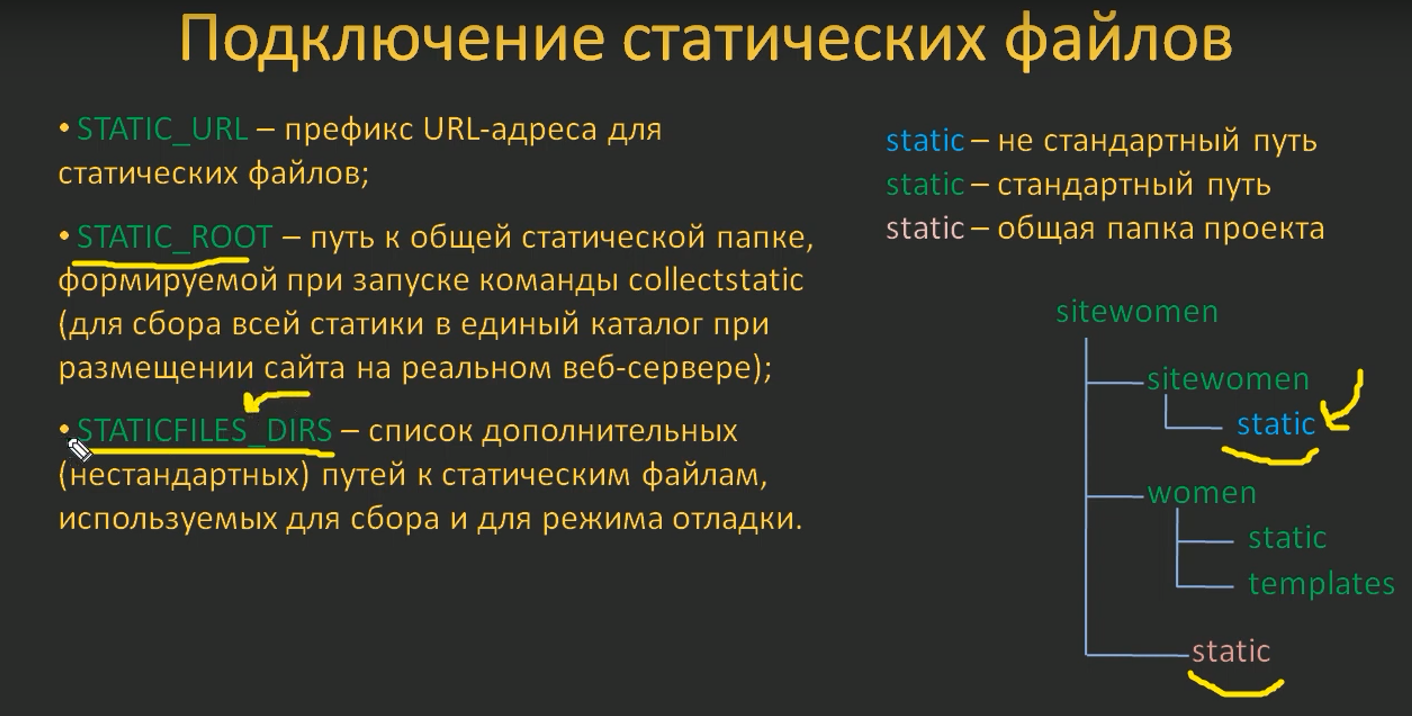 Подключение статических файлов
• STATIC_URL – префикс URL-адреса для
статических файлов;
• STATIC_ROOT – путь к общей статической папке,
формируемой при запуске команды collectstatic
(для сбора всей статики в единый каталог при
размещении сайта на реальном веб-сервере);
• STATICFILES_DIRS – список дополнительных
(нестандартных) путей к статическим файлам,
используемых для сбора и для режима отладки.
static – не стандартный путь
static – стандартный путь
static – общая папка проекта
sitewomen
sitewomen
static
women
static
templates
static